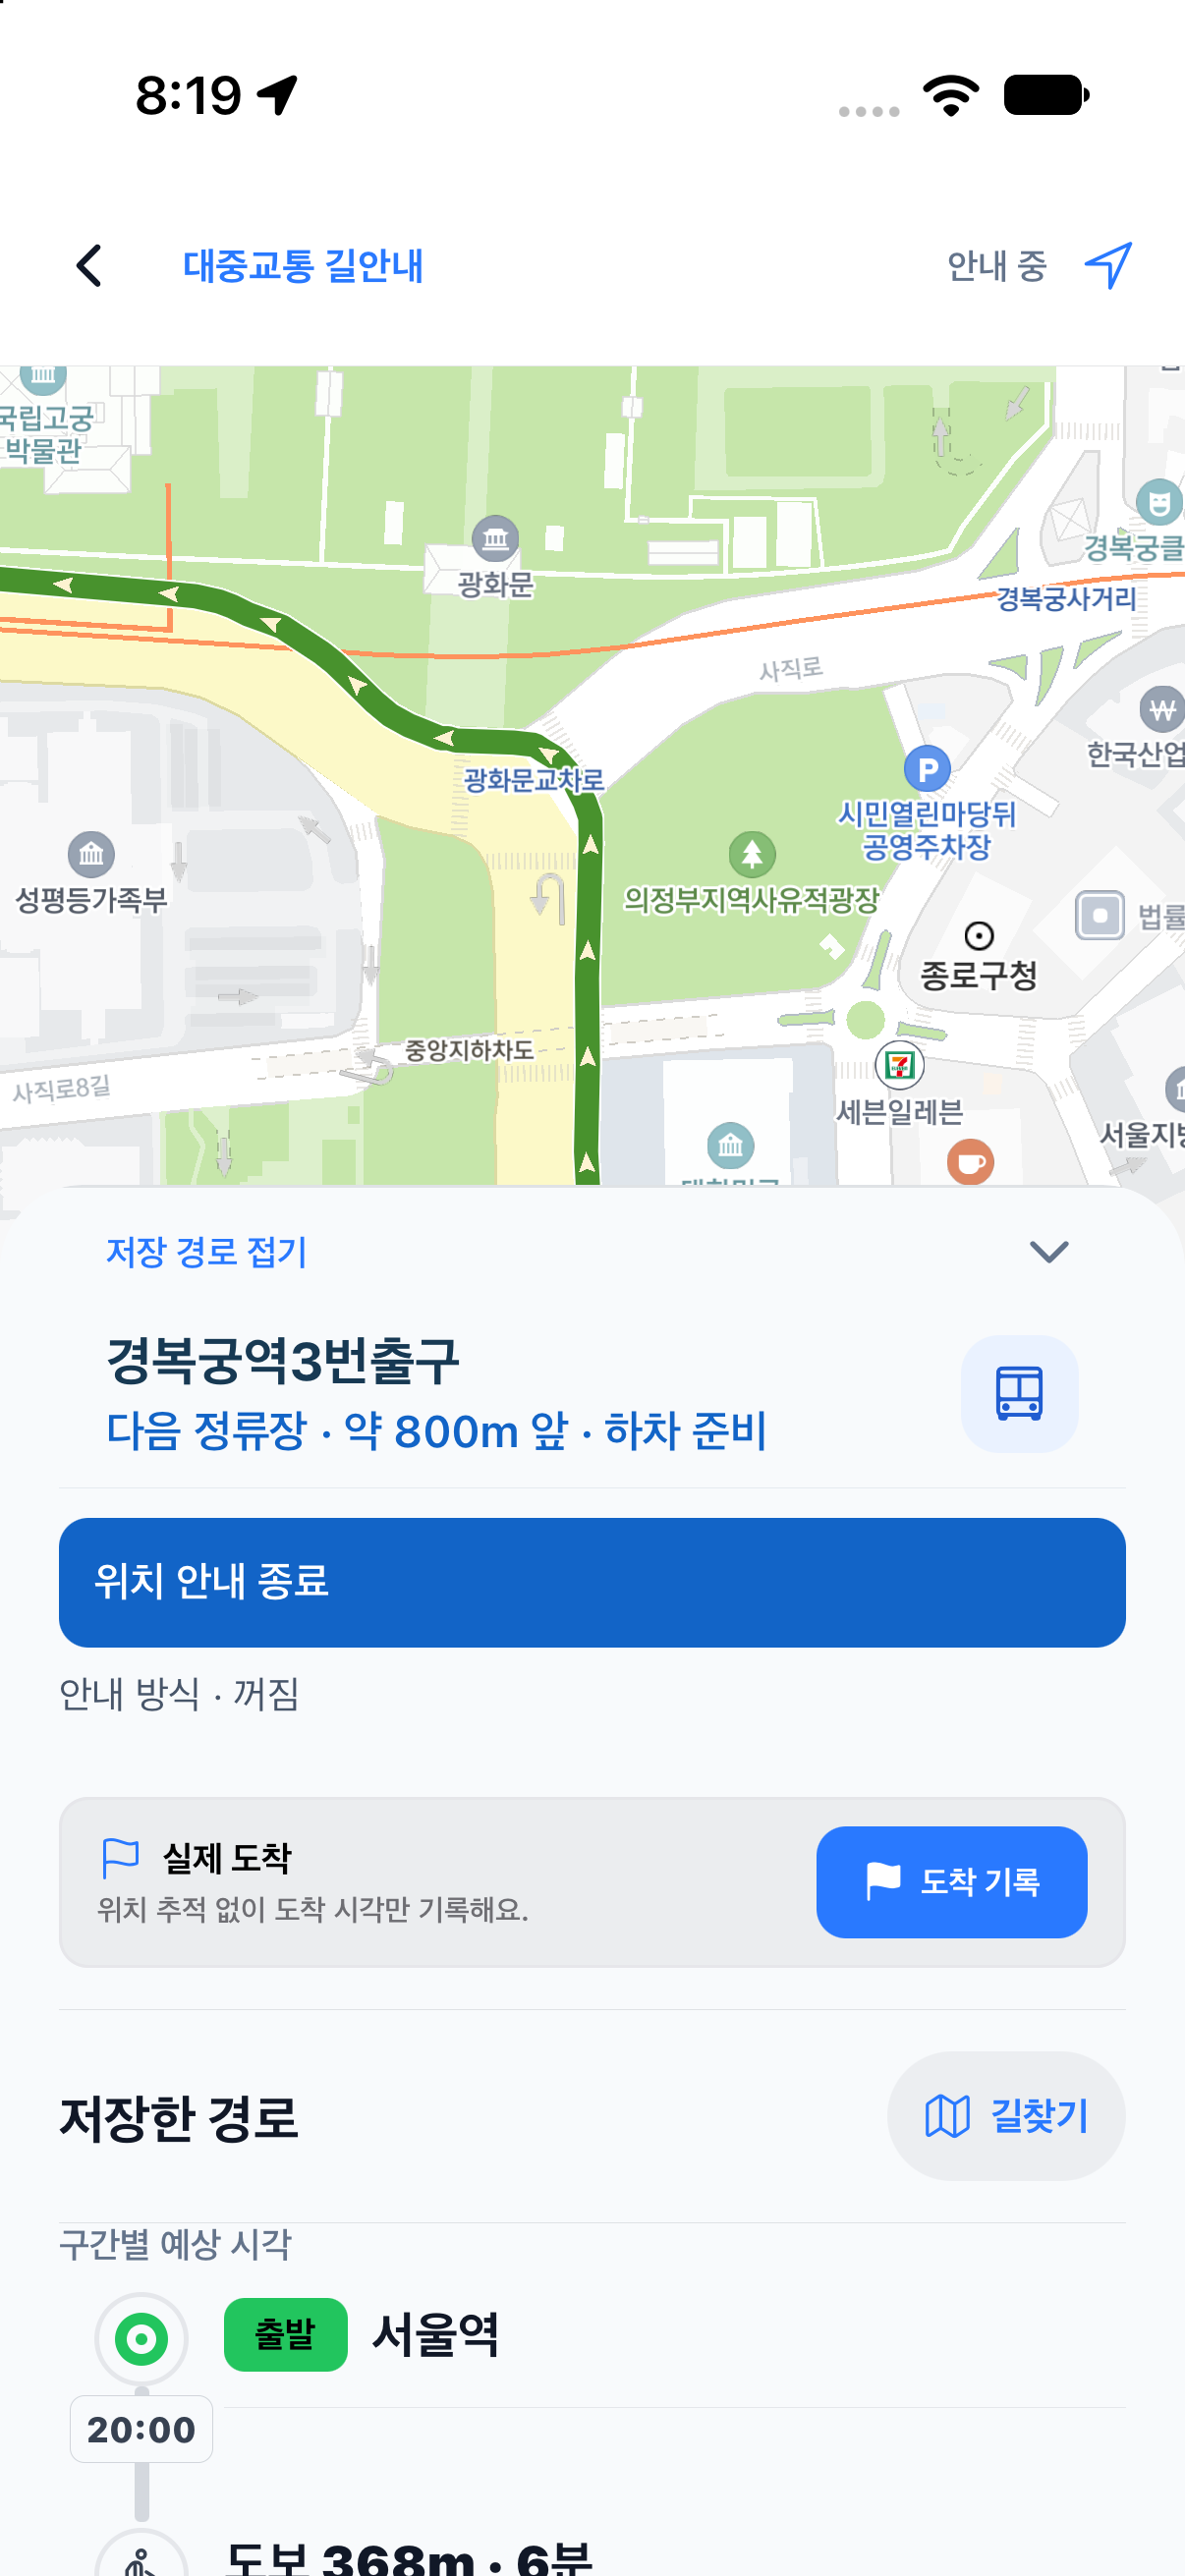 8:19
대중교통 길안내
안내 중
국립고궁
박물관
광화문
경복궁클
경복궁사거리
사직로
한국산업
광화문교차로
P
시민열린마당뒤
공영주차장
성평등가족부
의정부지역사유적광장
법률
종로구청
중앙지하차도
사직로8길
세븐일레븐
서울지방
저장 경로 접기
경복궁역3번출구
다음 정류장 · 약 800m 앞 · 하차 준비
위치 안내 종료
안내 방식 · 꺼짐
실제 도착
위치 추적 없이 도착 시각만 기록해요.
도착 기록
저장한 경로
길찾기
구간별 예상 시각
출발
서울역
20:00
도보 368m · 6분